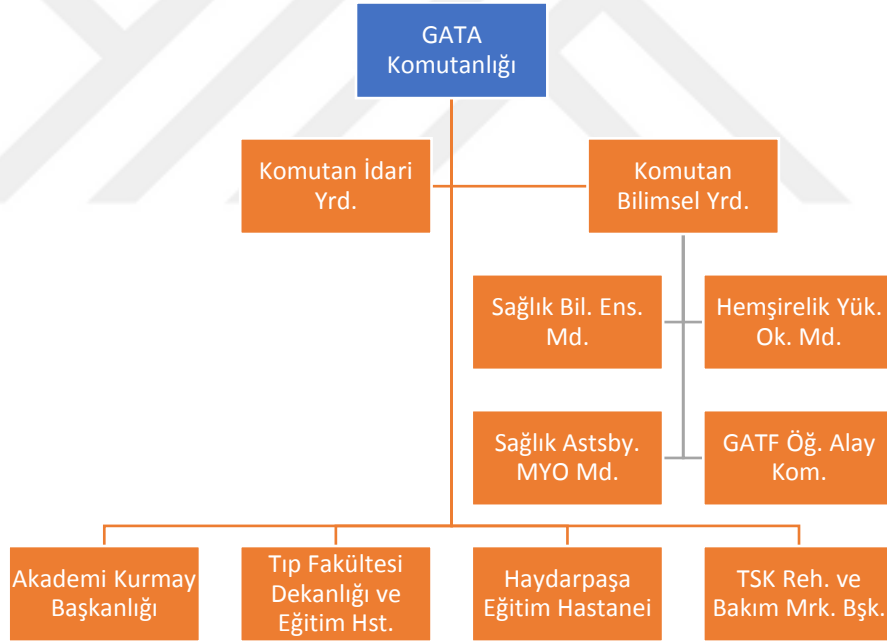 GATA
Komutanlığı
Komutan İdari
Yrd.
Komutan
Bilimsel Yrd.
Sağlık Bil. Ens.
Md.
Hemşirelik Yük.
Ok. Md.
Sağlık Astsby.
MYO Md.
GATF Öğ. Alay
Kom.
Akademi Kurmay
Başkanlığı
Tıp Fakültesi
Dekanlığı ve
Eğitim Hst.
Haydarpaşa
Eğitim Hastanei
TSK Reh. ve
Bakım Mrk. Bşk.